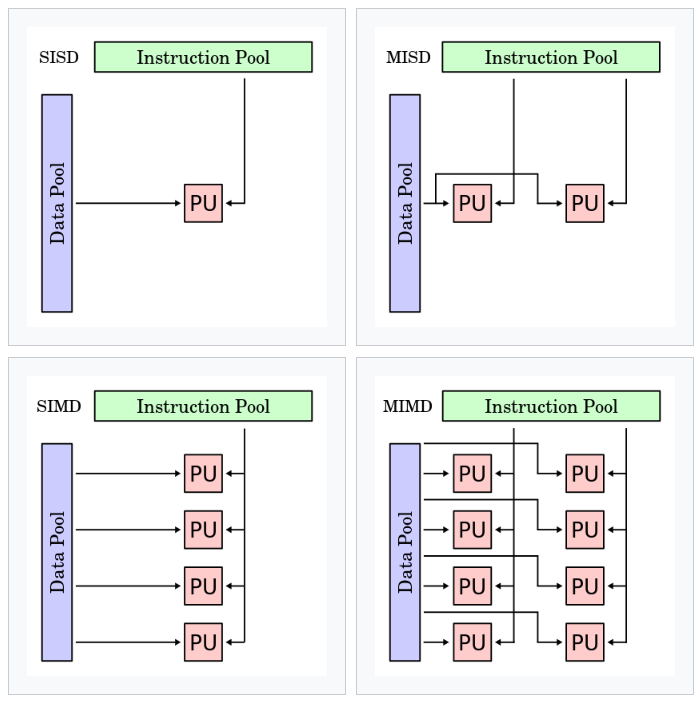 SISD
Instruction Pool
Data Pool
PU
MISD
Instruction Pool
Data Pool
PU
PU
SIMD
Instruction Pool
Data Pool
PU
PU
PU
PU
MIMD
Instruction Pool
Data Pool
PU
PU
PU
PU
PU
PU
PU
PU